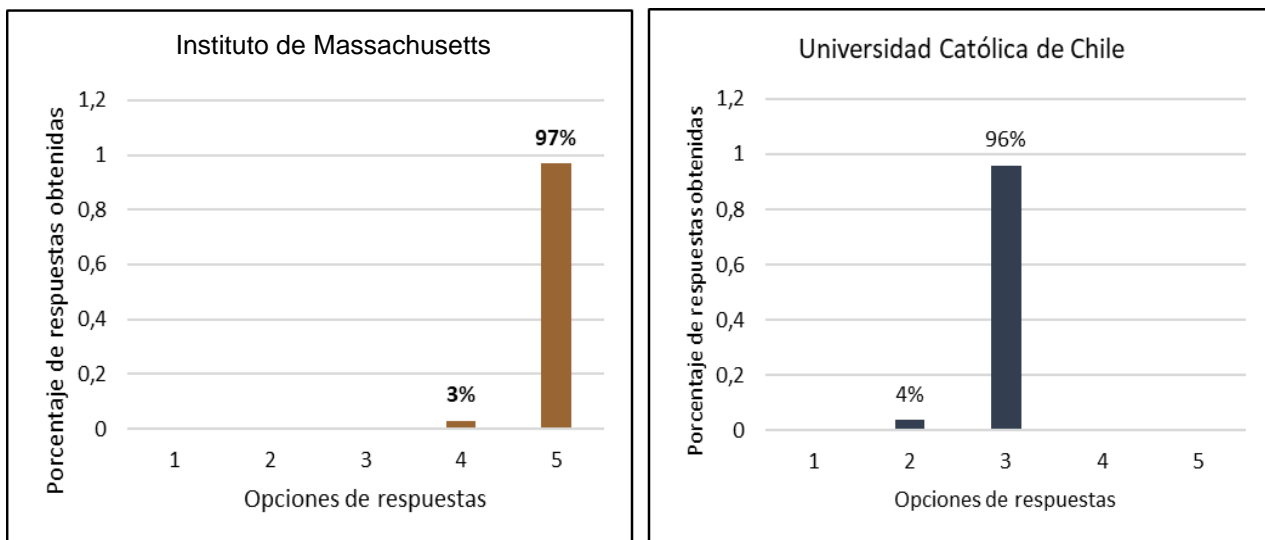 Instituto de Massachusetts
Porcentaje de respuestas obtenidas
1,2
1
0,8
0,6
0,4
0,2
0
97%
3%
1 2 3 4 5
Opciones de respuestas
Universidad Católica de Chile
Porcentaje de respuestas obtenidos
1,2
1
0,8
0,6
0,4
0,2
0
96%
4%
1 2 3 4 5
Opciones de respuestas